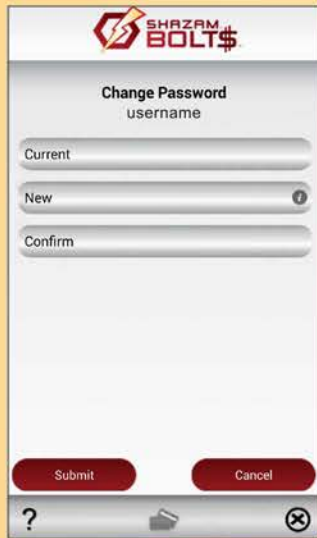 SHAZAM
BOLT$
Change Password
username
Current
New
i
Confirm
Submit
Cancel
?